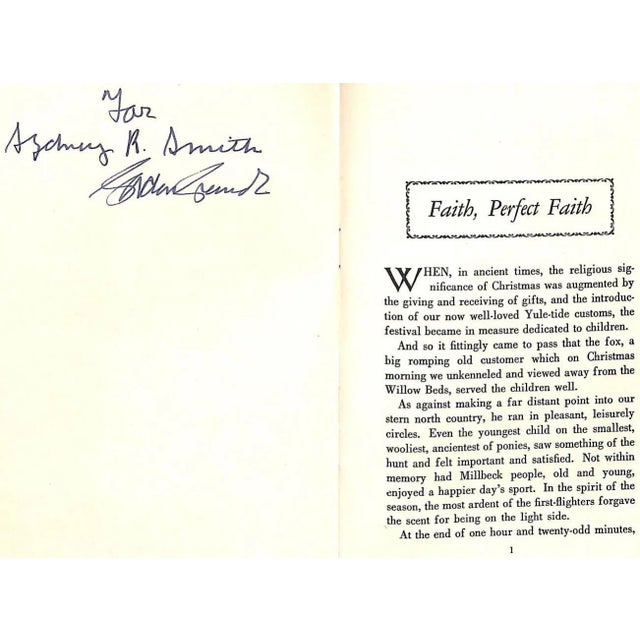 For
Sydney R. Smith
Gordon Grand
Faith, Perfect Faith
WHEN, in ancient times, the religious sig-
nificance of Christmas was augmented by
the giving and receiving of gifts, and the introduc-
tion of our now well-loved Yule-tide customs, the
festival became in measure dedicated to children.
And so it fittingly came to pass that the fox, a
big romping old customer which on Christmas
morning we unkenneled and viewed away from the
Willow Beds, served the children well.
As against making a far distant point into our
stern north country, he ran in pleasant, leisurely
circles. Even the youngest child on the smallest,
wooliest, ancientest of ponies, saw something of the
hunt and felt important and satisfied. Not within
memory had Millbeck people, old and young,
enjoyed a happier day's sport. In the spirit of the
season, the most ardent of the first-flighters forgave
the scent for being on the light side.
At the end of one hour and twenty-odd minutes,
1